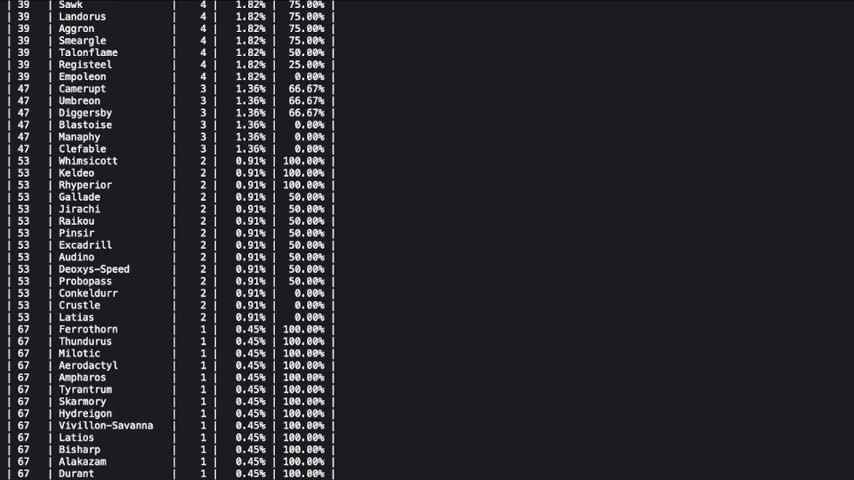 | 39 | Sawk | 4 | 1.82% | 75.00% |
| 39 | Landorus | 4 | 1.82% | 75.00% |
| 39 | Aggron | 4 | 1.82% | 75.00% |
| 39 | Smeargle | 4 | 1.82% | 75.00% |
| 39 | Talonflame | 4 | 1.82% | 50.00% |
| 39 | Registeel | 4 | 1.82% | 25.00% |
| 39 | Empoleon | 4 | 1.82% | 0.00% |
| 47 | Camerupt | 3 | 1.36% | 66.67% |
| 47 | Umbreon | 3 | 1.36% | 66.67% |
| 47 | Diggersby | 3 | 1.36% | 66.67% |
| 47 | Blastoise | 3 | 1.36% | 0.00% |
| 47 | Manaphy | 3 | 1.36% | 0.00% |
| 47 | Clefable | 3 | 1.36% | 0.00% |
| 53 | Whimsicott | 2 | 0.91% | 100.00% |
| 53 | Keldeo | 2 | 0.91% | 100.00% |
| 53 | Rhyperior | 2 | 0.91% | 100.00% |
| 53 | Gallade | 2 | 0.91% | 50.00% |
| 53 | Jirachi | 2 | 0.91% | 50.00% |
| 53 | Raikou | 2 | 0.91% | 50.00% |
| 53 | Pinsir | 2 | 0.91% | 50.00% |
| 53 | Excadrill | 2 | 0.91% | 50.00% |
| 53 | Audino | 2 | 0.91% | 50.00% |
| 53 | Deoxys-Speed | 2 | 0.91% | 50.00% |
| 53 | Probopass | 2 | 0.91% | 50.00% |
| 53 | Conkeldurr | 2 | 0.91% | 0.00% |
| 53 | Crustle | 2 | 0.91% | 0.00% |
| 53 | Latias | 2 | 0.91% | 0.00% |
| 67 | Ferrothorn | 1 | 0.45% | 100.00% |
| 67 | Thundurus | 1 | 0.45% | 100.00% |
| 67 | Milotic | 1 | 0.45% | 100.00% |
| 67 | Aerodactyl | 1 | 0.45% | 100.00% |
| 67 | Ampharos | 1 | 0.45% | 100.00% |
| 67 | Tyrantrum | 1 | 0.45% | 100.00% |
| 67 | Skarmory | 1 | 0.45% | 100.00% |
| 67 | Hydreigon | 1 | 0.45% | 100.00% |
| 67 | Vivillon-Savanna | 1 | 0.45% | 100.00% |
| 67 | Latios | 1 | 0.45% | 100.00% |
| 67 | Bisharp | 1 | 0.45% | 100.00% |
| 67 | Alakazam | 1 | 0.45% | 100.00% |
| 67 | Durant | 1 | 0.45% | 100.00% |